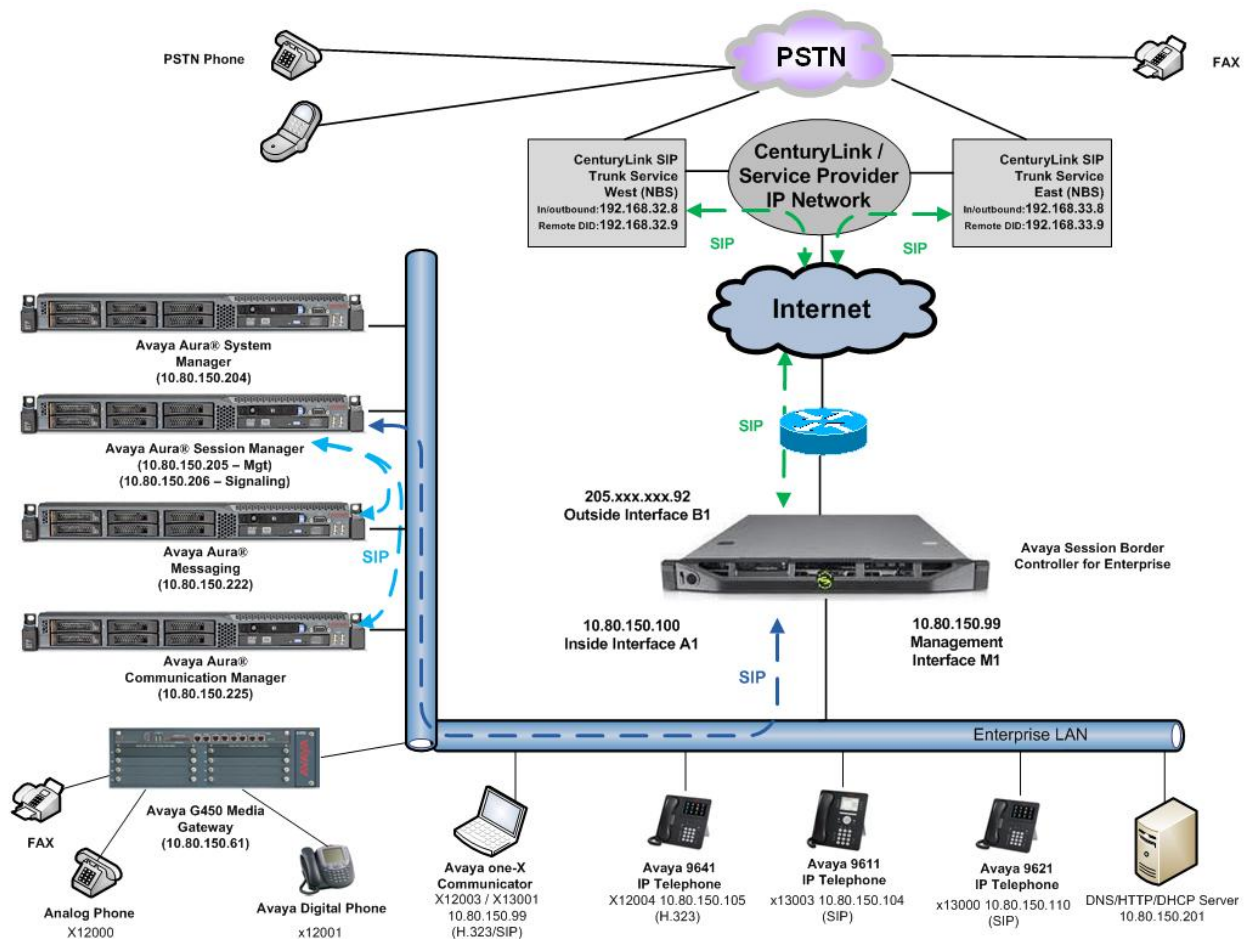 PSTN
PSTN Phone
FAX
CenturyLink SIP
Trunk Service
West (NBS)
In/outbound:192.168.32.8
Remote DID:192.168.32.9
CenturyLink /
Service Provider
IP Network
CenturyLink SIP
Trunk Service
East (NBS)
In/outbound:192.168.33.8
Remote DID:192.168.33.9
SIP
SIP
Internet
SIP
Avaya Aura® System
Manager
(10.80.150.204)
Avaya Aura® Session Manager
(10.80.150.205 – Mgt)
(10.80.150.206 – Signaling)
Avaya Aura®
Messaging
(10.80.150.222)
SIP
Avaya Aura®
Communication Manager
(10.80.150.225)
205.xxx.xxx.92
Outside Interface B1
Avaya Session Border
Controller for Enterprise
10.80.150.100
Inside Interface A1
10.80.150.99
Management
Interface M1
SIP
Enterprise LAN
AVAYA
Avaya G450 Media
Gateway
(10.80.150.61)
FAX
Analog Phone
X12000
Avaya Digital Phone
x12001
Avaya one-X
Communicator
X12003 / X13001
10.80.150.99
(H.323/SIP)
Avaya 9641
IP Telephone
X12004 10.80.150.105
(H.323)
Avaya 9611
IP Telephone
x13003 10.80.150.104
(SIP)
Avaya 9621
IP Telephone
x13000 10.80.150.110
(SIP)
DNS/HTTP/DHCP Server
10.80.150.201